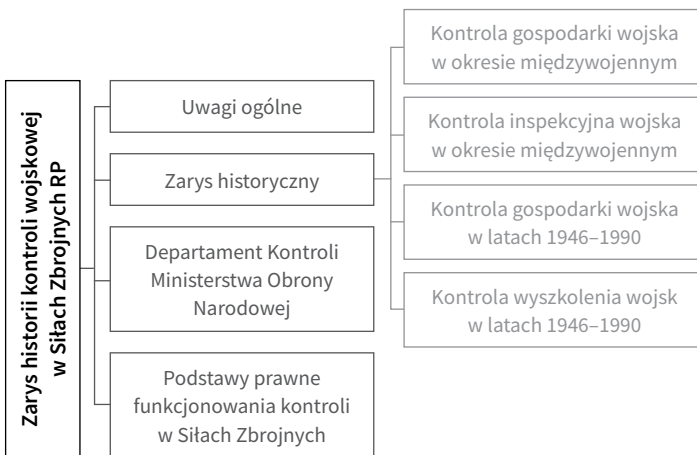 Zarys historii kontroli wojskowej
w Siłach Zbrojnych RP
Uwagi ogólne
Zarys historyczny
Departament Kontroli
Ministerstwa Obrony
Narodowej
Podstawy prawne
funkcjonowania kontroli
w Siłach Zbrojnych
Kontrola gospodarki wojska
w okresie międzywojennym
Kontrola inspekcyjna wojska
w okresie międzywojennym
Kontrola gospodarki wojska
w latach 1946–1990
Kontrola wyszkolenia wojsk
w latach 1946–1990